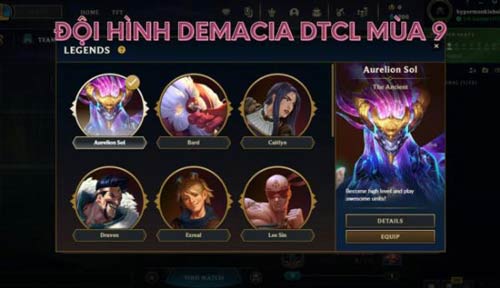 HOME TFT
ĐỘI HÌNH DEMACIA DTCL MÙA 9
TEAM
LEGENDS ?
Aurelion Sol
The Ancient
Aurelion Sol
Bard
Caitlyn
Become high level and play
awesome units!
DETAILS
EQUIP
Draven
Ezreal
Lee Sin
FIND MATCH